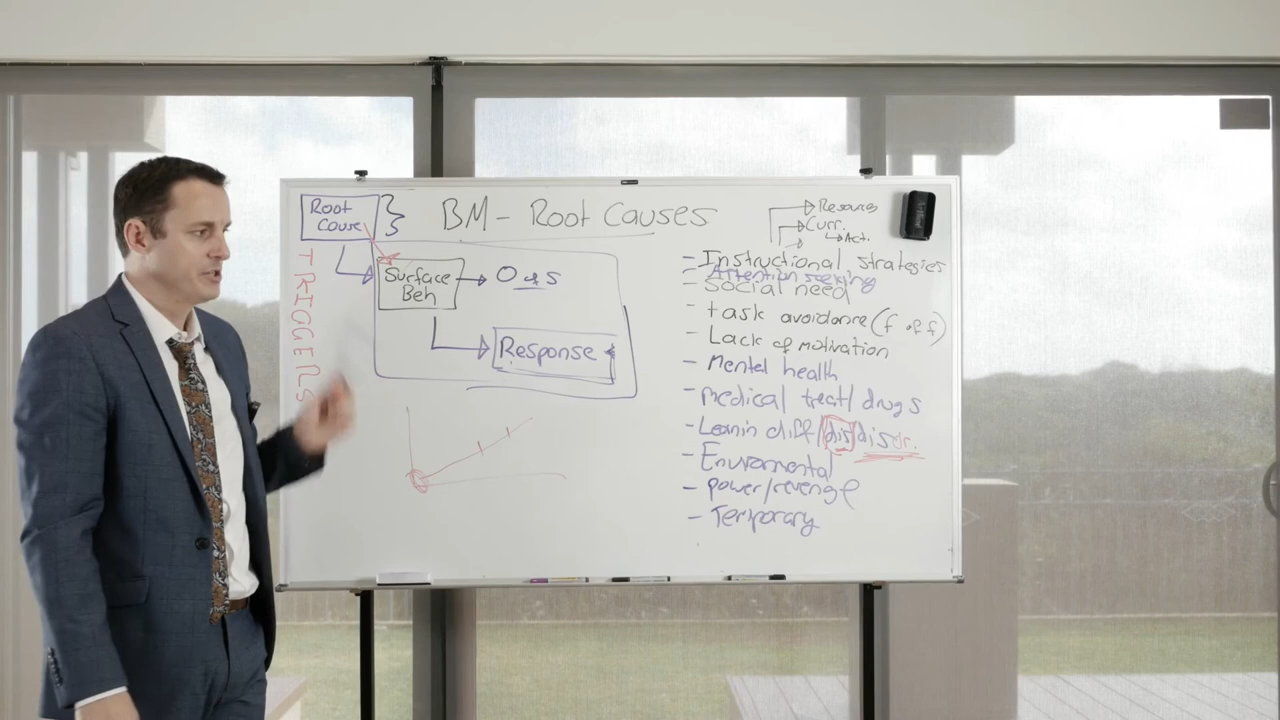 Root
Cause
BM - Root Causes
TRIGGERS
Surface
Beh
Response
Resources
Curr.
Act.
- Instructional strategies
- Attention seeking
- Social need
- task avoidance (f of f)
- Lack of motivation
- Mental health
- medical treat/drugs
- Learnin diff/dis/disor.
- Enviromental
- power/revenge
- Temporary